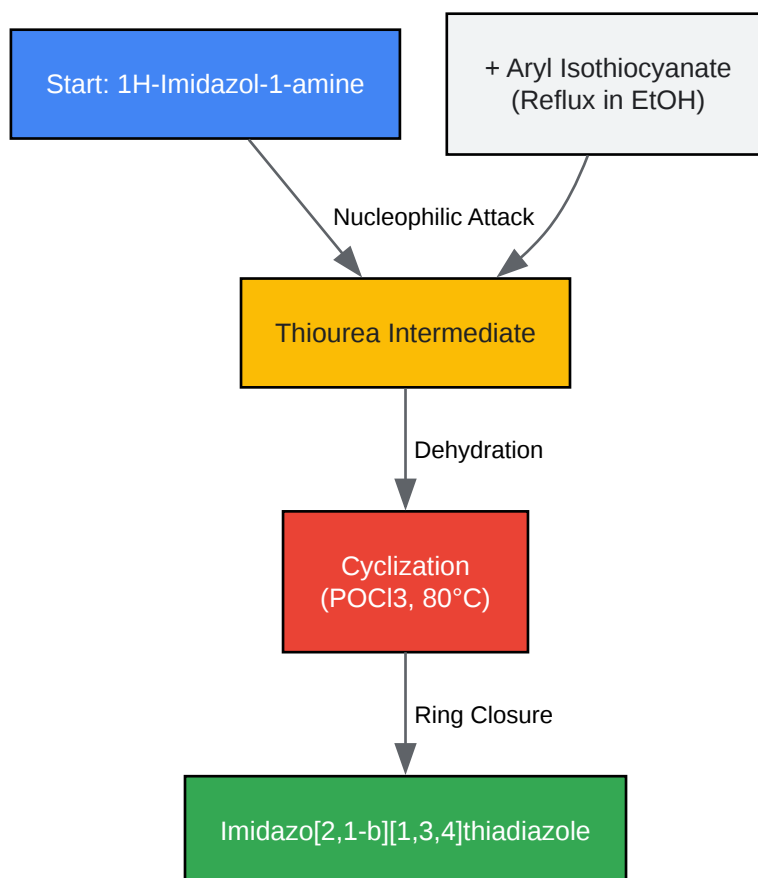 Start: 1H-Imidazol-1-amine
+ Aryl Isothiocyanate
(Reflux in EtOH)
Nucleophilic Attack
Thiourea Intermediate
Dehydration
Cyclization
(POCl3, 80°C)
Ring Closure
Imidazo[2,1-b][1,3,4]thiadiazole